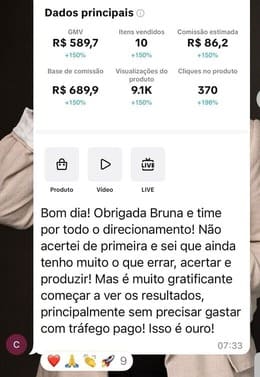 Dados principais
GMV Itens vendidos Comissão estimada
R$ 589,7 10 R$ 86,2
+150% +150% +150%
Base de comissão Visualizações do produto Cliques no produto
R$ 689,9 9.1K 370
+150% +150% +196%
Produto Vídeo LIVE
Bom dia! Obrigada Bruna e time
por todo o direcionamento! Não
acertei de primeira e sei que ainda
tenho muito o que errar, acertar e
produzir! Mas é muito gratificante
começar a ver os resultados,
principalmente sem precisar gastar
com tráfego pago! Isso é ouro!
07:33
C
9